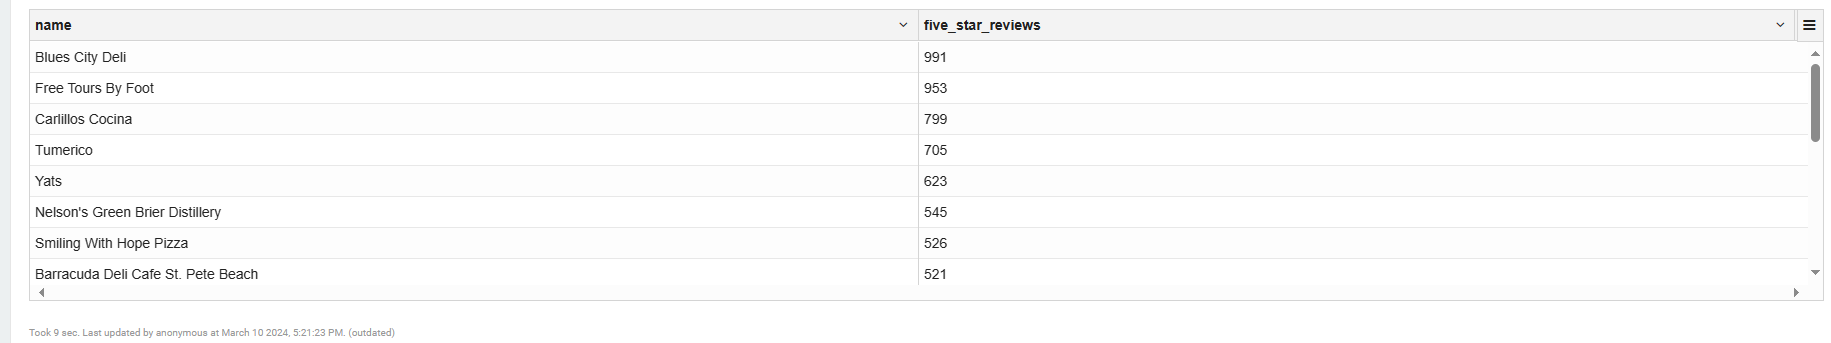 name five_star_reviews
Blues City Deli 991
Free Tours By Foot 953
Carlillos Cocina 799
Tumerico 705
Yats 623
Nelson's Green Brier Distillery 545
Smiling With Hope Pizza 526
Barracuda Deli Cafe St. Pete Beach 521
Took 9 sec. Last updated by anonymous at March 10 2024, 5:21:23 PM. (outdated)